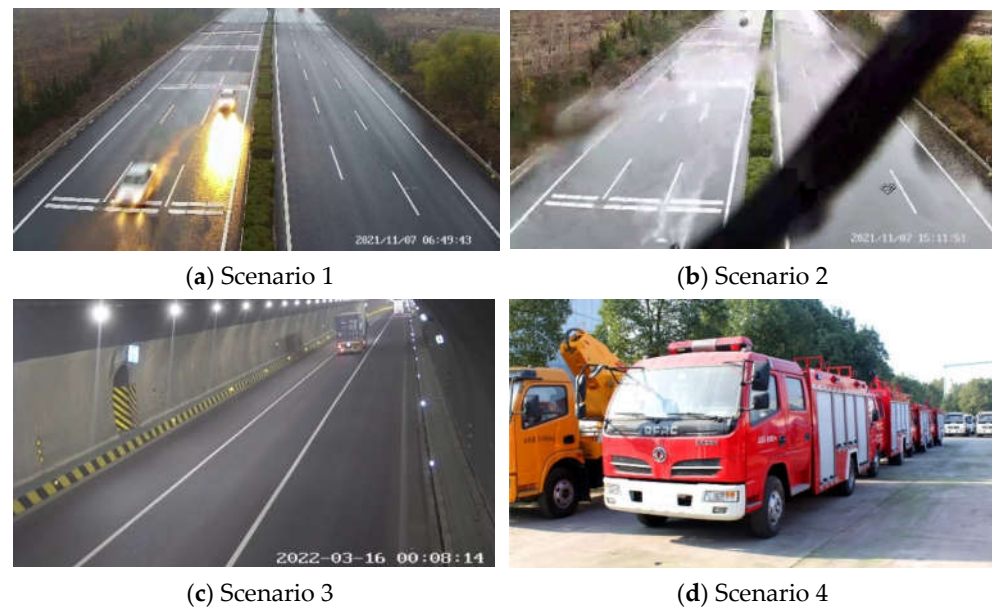 2021/11/07 06:49:43
2021/11/07 15:11:51
(a) Scenario 1
(b) Scenario 2
2022-03-16 00:08:14
DFAC
(c) Scenario 3
(d) Scenario 4